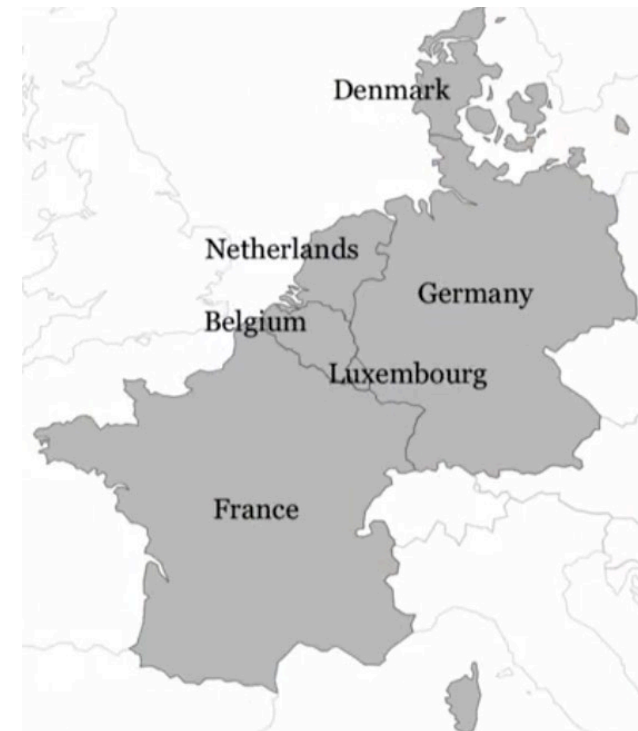 Denmark
Netherlands
Germany
Belgium
Luxembourg
France